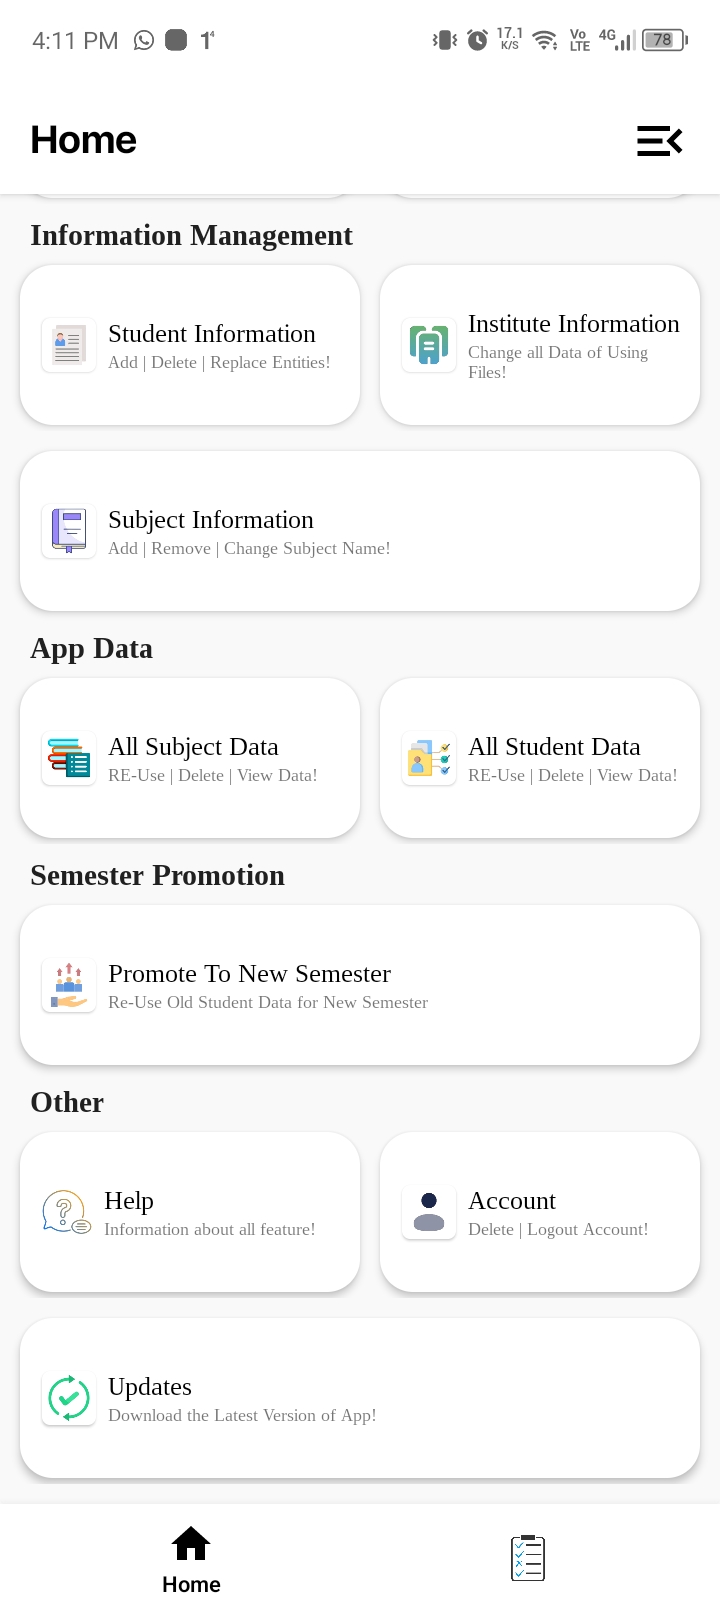 4:11 PM 17.1 K/S Vo LTE 4G 78
Home
Information Management
Student Information
Add | Delete | Replace Entities!
Institute Information
Change all Data of Using
Files!
Subject Information
Add | Remove | Change Subject Name!
App Data
All Subject Data
RE-Use | Delete | View Data!
All Student Data
RE-Use | Delete | View Data!
Semester Promotion
Promote To New Semester
Re-Use Old Student Data for New Semester
Other
Help
Information about all feature!
Account
Delete | Logout Account!
Updates
Download the Latest Version of App!
Home